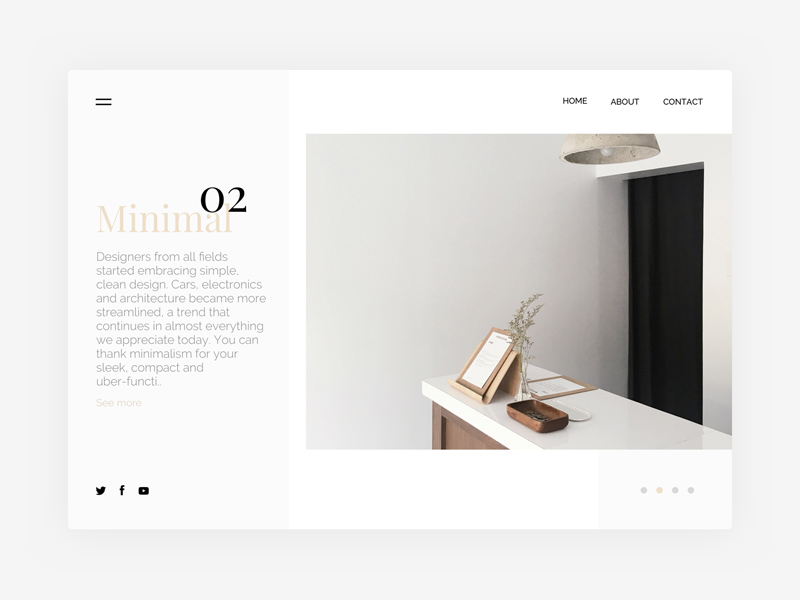 HOME ABOUT CONTACT
02
Minimal
Designers from all fields
started embracing simple,
clean design. Cars, electronics
and architecture became more
streamlined, a trend that
continues in almost everything
we appreciate today. You can
thank minimalism for your
sleek, compact and
uber-functi..
See more